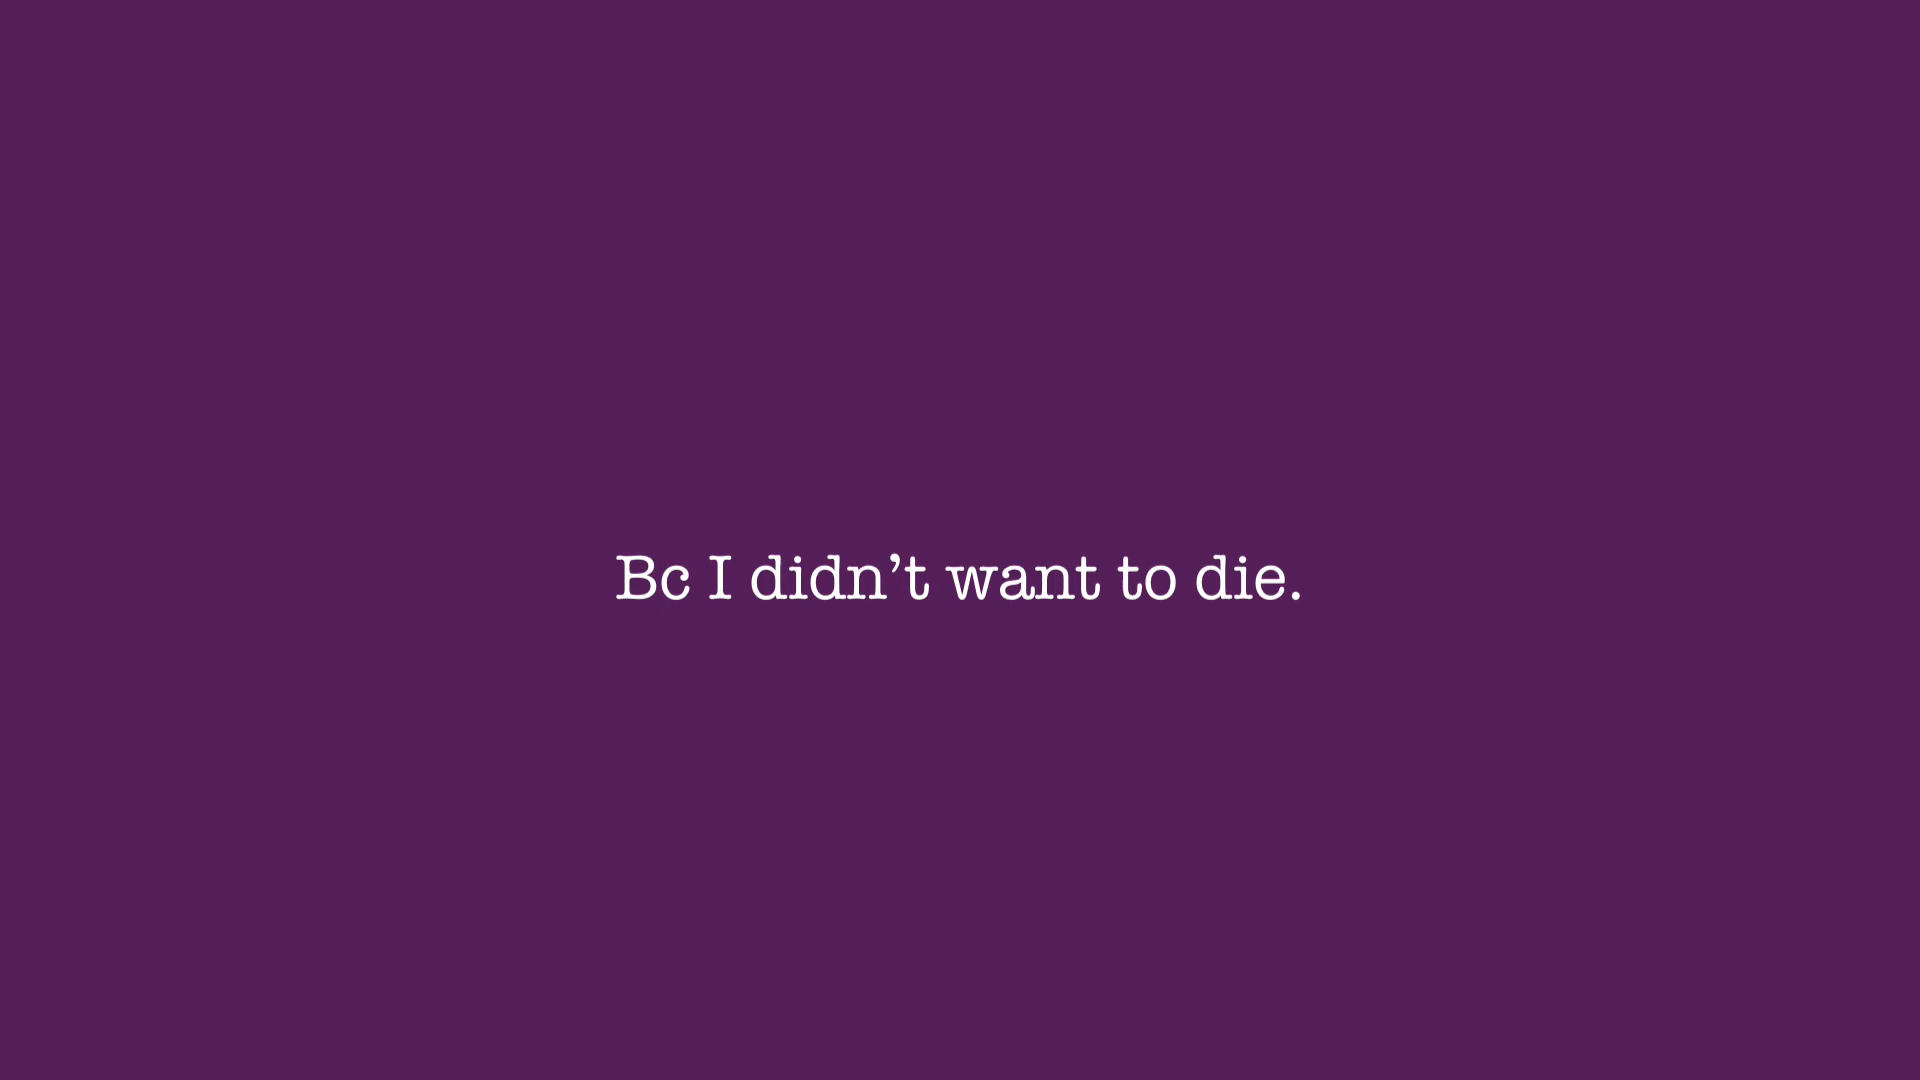 Bc I didn’t want to die.